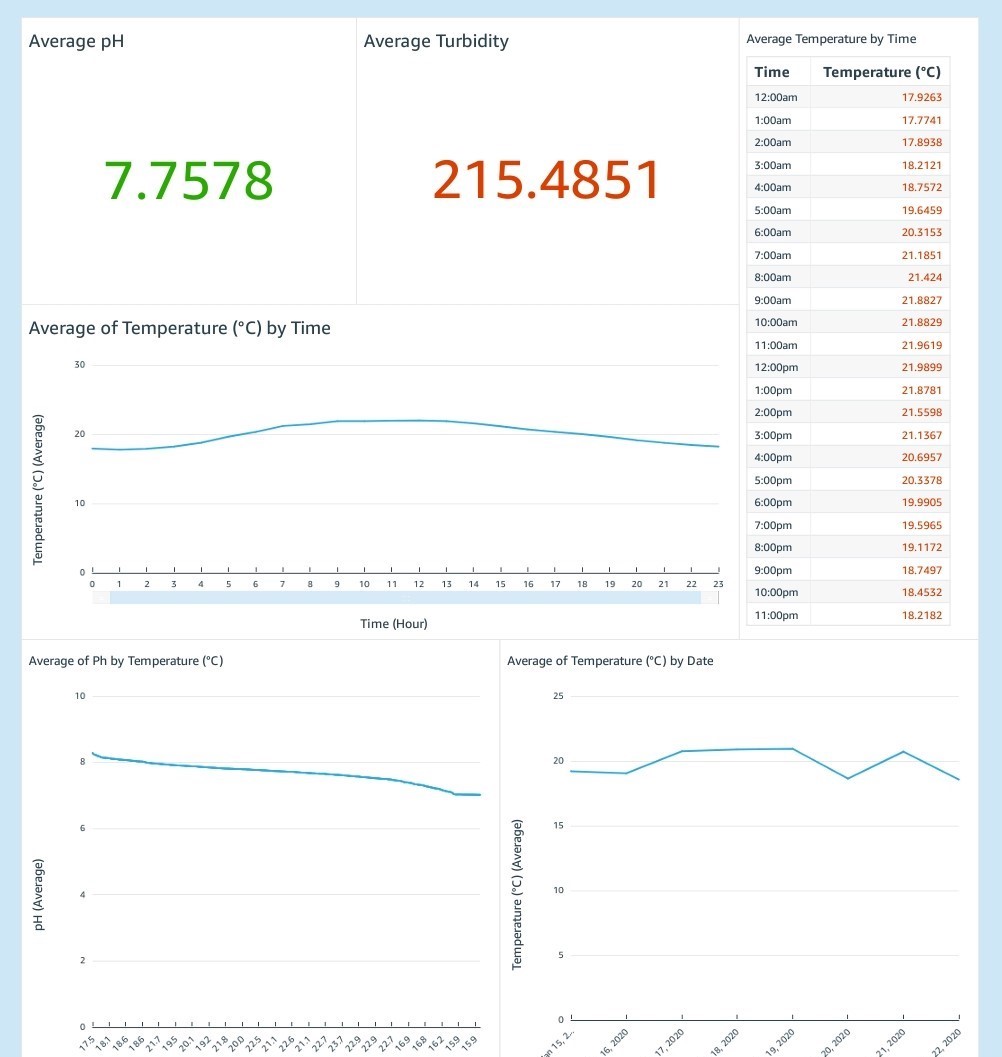 Average pH
7.7578
Average Turbidity
215.4851
Average Temperature by Time
Time Temperature (°C)
12:00am 17.9263
1:00am 17.7741
2:00am 17.8938
3:00am 18.2121
4:00am 18.7572
5:00am 19.6459
6:00am 20.3153
7:00am 21.1851
8:00am 21.424
9:00am 21.8827
10:00am 21.8829
11:00am 21.9619
12:00pm 21.9899
1:00pm 21.8781
2:00pm 21.5598
3:00pm 21.1367
4:00pm 20.6957
5:00pm 20.3378
6:00pm 19.9905
7:00pm 19.5965
8:00pm 19.1172
9:00pm 18.7497
10:00pm 18.4532
11:00pm 18.2182
Average of Temperature (°C) by Time
Temperature (°C) (Average)
30
20
10
0
0 1 2 3 4 5 6 7 8 9 10 11 12 13 14 15 16 17 18 19 20 21 22 23
Time (Hour)
Average of Ph by Temperature (°C)
pH (Average)
10
8
6
4
2
0
17.5 18.1 18.6 18.6 21.7 19.5 20.1 19.2 21.8 20.0 22.5 21.1 22.6 21.1 22.7 23.7 22.9 22.9 22.7 16.9 16.8 16.2 15.9 15.9
Average of Temperature (°C) by Date
Temperature (°C) (Average)
25
20
15
10
5
0
15, 2... 16, 2020 17, 2020 18, 2020 19, 2020 20, 2020 21, 2020 22, 2020